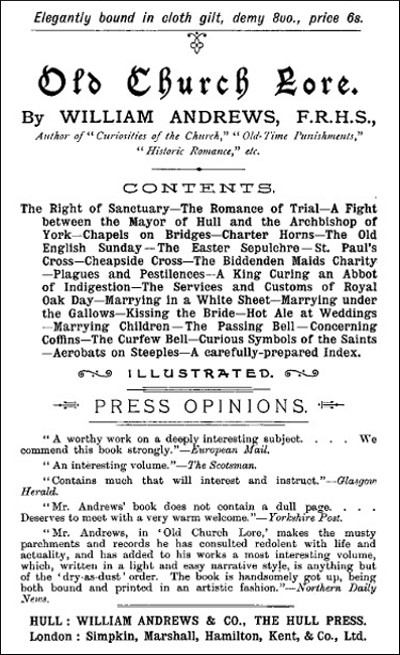 Elegantly bound in cloth gilt, demy 8vo., price 6s.
Old Church Lore.
By WILLIAM ANDREWS, F.R.H.S.,
Author of "Curiosities of the Church," "Old-Time Punishments,"
"Historic Romance," etc.
CONTENTS.
The Right of Sanctuary—The Romance of Trial—A Fight
between the Mayor of Hull and the Archbishop of
York—Chapels on Bridges—Charter Horns—The Old
English Sunday—The Easter Sepulchre—St. Paul's
Cross—Cheapside Cross—The Biddenden Maids Charity
—Plagues and Pestilences—A King Curing an Abbot
of Indigestion—The Services and Customs of Royal
Oak Day—Marrying in a White Sheet—Marrying under
the Gallows—Kissing the Bride—Hot Ale at Weddings
—Marrying Children—The Passing Bell—Concerning
Coffins—The Curfew Bell—Curious Symbols of the Saints
—Acrobats on Steeples—A carefully-prepared Index.
ILLUSTRATED.
PRESS OPINIONS.
"A worthy work on a deeply interesting subject. . . . We
commend this book strongly."—European Mail.
"An interesting volume."—The Scotsman.
"Contains much that will interest and instruct."—Glasgow
Herald.
"Mr. Andrews' book does not contain a dull page. . . .
Deserves to meet with a very warm welcome."—Yorkshire Post.
"Mr. Andrews, in 'Old Church Lore,' makes the musty
parchments and records he has consulted redolent with life and
actuality, and has added to his works a most interesting volume,
which, written in a light and easy narrative style, is anything but
of the 'dry-as-dust' order. The book is handsomely got up, being
both bound and printed in an artistic fashion."—Northern Daily
News.
HULL: WILLIAM ANDREWS & CO., THE HULL PRESS.
London: Simpkin, Marshall, Hamilton, Kent, & Co., Ltd.